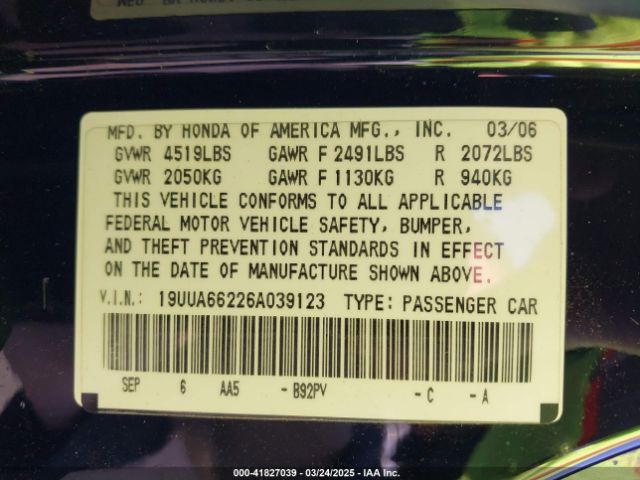 MFD. BY HONDA OF AMERICA MFG., INC. 03/06
GVWR 4519LBS GAWR F 2491LBS R 2072LBS
GVWR 2050KG GAWR F 1130KG R 940KG
THIS VEHICLE CONFORMS TO ALL APPLICABLE
FEDERAL MOTOR VEHICLE SAFETY, BUMPER,
AND THEFT PREVENTION STANDARDS IN EFFECT
ON THE DATE OF MANUFACTURE SHOWN ABOVE.
V.I.N.: 19UUA66226A039123 TYPE: PASSENGER CAR
SEP 6 AA5 - B92PV - C - A
000-41827039 - 03/24/2025 - IAA Inc.